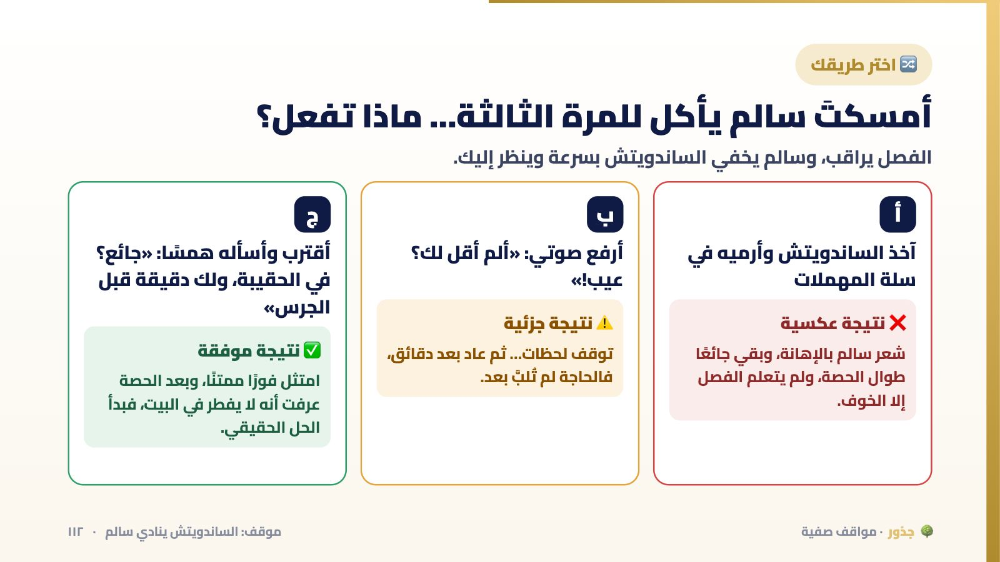 🔀 اختر طريقك
أمسكتَ سالم يأكل للمرة الثالثة... ماذا تفعل؟
الفصل يراقب، وسالم يخفي الساندويتش بسرعة وينظر إليك.
أ
آخذ الساندويتش وأرميه في
سلة المهملات
❌ نتيجة عكسية
شعر سالم بالإهانة، وبقي جائعًا
طوال الحصة، ولم يتعلم الفصل
إلا الخوف.
ب
أرفع صوتي: «ألم أقل لك؟
عيب!»
⚠️ نتيجة جزئية
توقف لحظات... ثم عاد بعد دقائق،
فالحاجة لم تُلبَّ بعد.
ج
أقترب وأسأله همسًا: «جائع؟
في الحقيبة، ولك دقيقة قبل
الجرس»
✅ نتيجة موفقة
امتثل فورًا ممتنًا، وبعد الحصة
عرفت أنه لا يفطر في البيت، فبدأ
الحل الحقيقي.
🌳 جذور · مواقف صفية
موقف: الساندويتش ينادي سالم · ١١٢